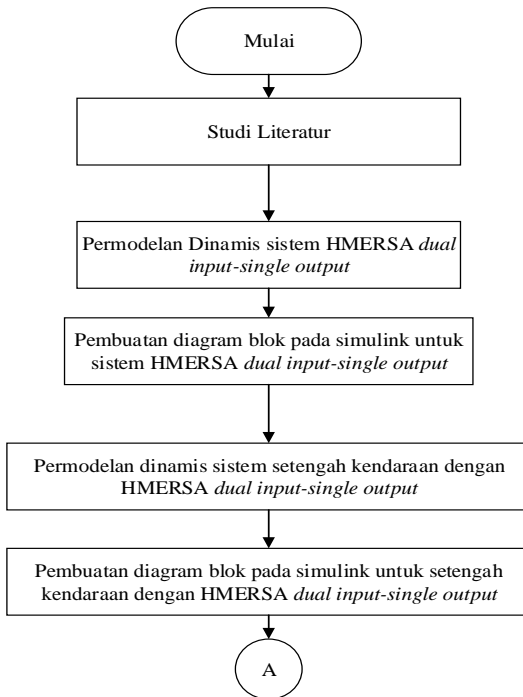 Mulai
Studi Literatur
Permodelan Dinamis sistem HMERSA dual
input-single output
Pembuatan diagram blok pada simulink untuk
sistem HMERSA dual input-single output
Permodelan dinamis sistem setengah kendaraan dengan
HMERSA dual input-single output
Pembuatan diagram blok pada simulink untuk setengah
kendaraan dengan HMERSA dual input-single output
A